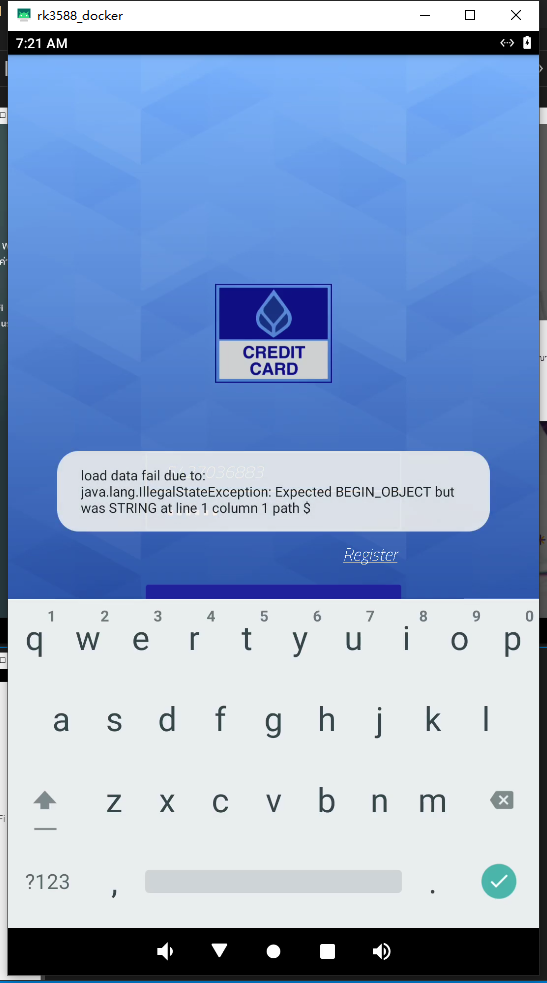 rk3588_docker
7:21 AM
CREDIT
CARD
load data fail due to:
java.lang.IllegalStateException: Expected BEGIN_OBJECT but
was STRING at line 1 column 1 path $
Register
1 2 3 4 5 6 7 8 9 0
q w e r t y u i o p
a s d f g h j k l
z x c v b n m
?123 , .